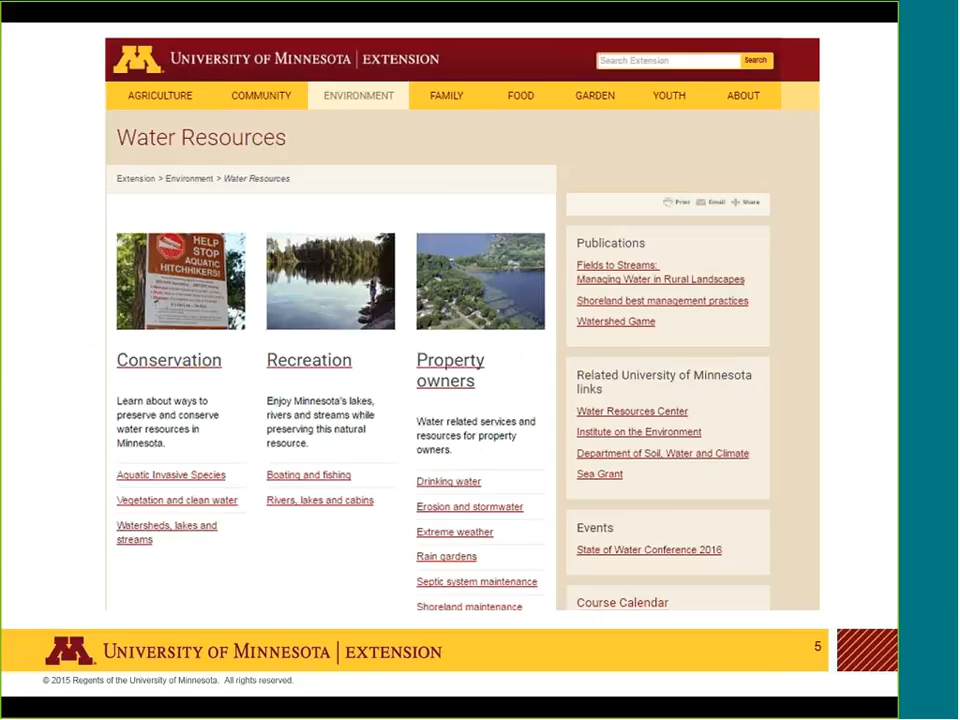 UNIVERSITY OF MINNESOTA | EXTENSION
Search Extension
Search
AGRICULTURE COMMUNITY ENVIRONMENT FAMILY FOOD GARDEN YOUTH ABOUT
Water Resources
Extension > Environment > Water Resources
Print Email Share
HELP
STOP
AQUATIC
HITCHHIKERS!
Conservation
Learn about ways to
preserve and conserve
water resources in
Minnesota.
Aquatic Invasive Species
Vegetation and clean water
Watersheds, lakes and
streams
Recreation
Enjoy Minnesota's lakes,
rivers and streams while
preserving this natural
resource.
Boating and fishing
Rivers, lakes and cabins
Property
owners
Water related services and
resources for property
owners.
Drinking water
Erosion and stormwater
Extreme weather
Rain gardens
Septic system maintenance
Shoreland maintenance
Publications
Fields to Streams:
Managing Water in Rural Landscapes
Shoreland best management practices
Watershed Game
Related University of Minnesota
links
Water Resources Center
Institute on the Environment
Department of Soil, Water and Climate
Sea Grant
Events
State of Water Conference 2016
Course Calendar
UNIVERSITY OF MINNESOTA | EXTENSION
5
© 2015 Regents of the University of Minnesota. All rights reserved.